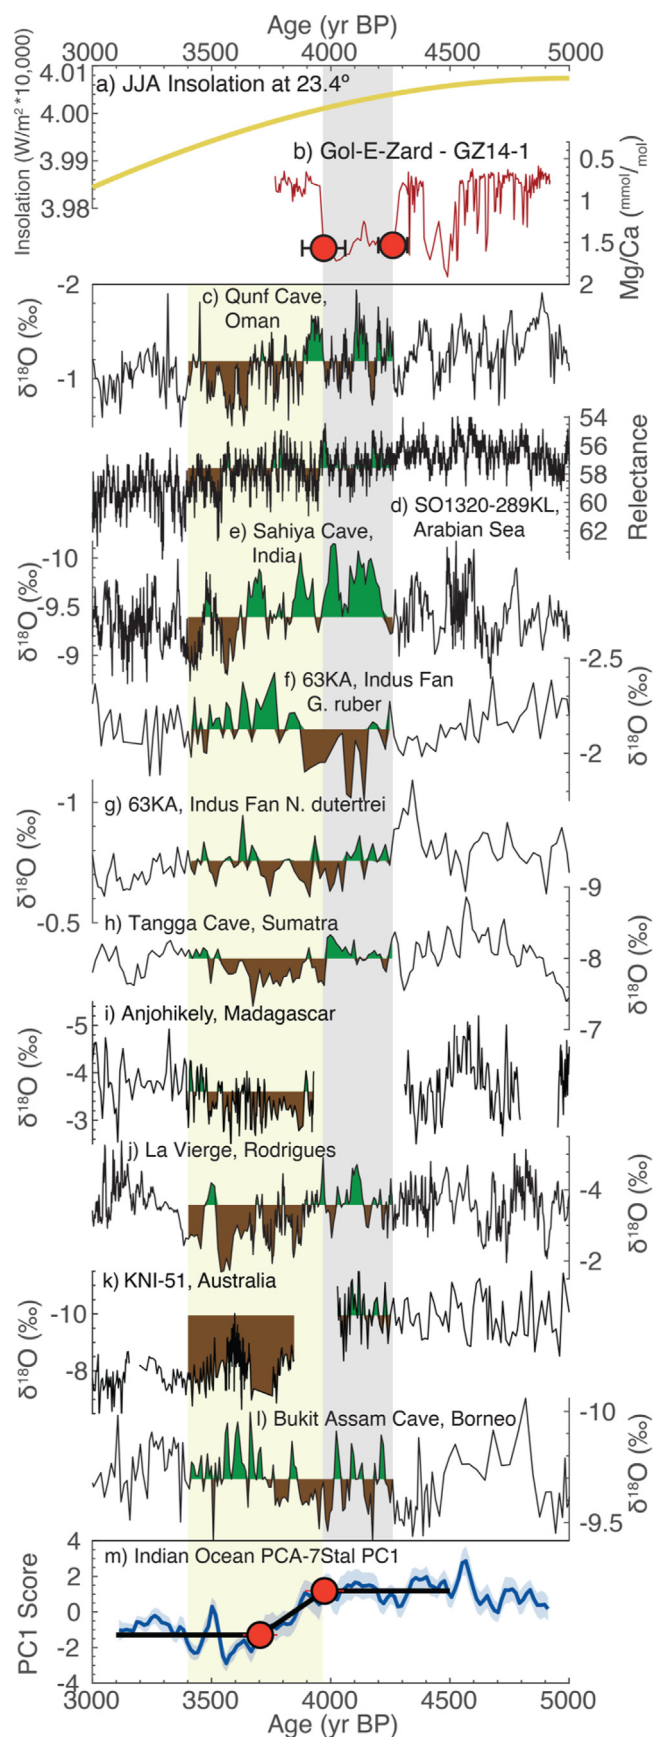 Age (yr BP)
3000 3500 4000 4500 5000
Insolation (W/m² *10,000)
4.01
4.00
3.99
3.98
a) JJA Insolation at 23.4º
b) Gol-E-Zard - GZ14-1
0.5
1
1.5
2
Mg/Ca (mmol/mol)
c) Qunf Cave,
Oman
-2
-1
δ18O (‰)
54
56
58
60
62
Relectance
d) SO1320-289KL,
Arabian Sea
e) Sahiya Cave,
India
-10
-9.5
-9
δ18O (‰)
f) 63KA, Indus Fan
G. ruber
-2.5
-2
δ18O (‰)
g) 63KA, Indus Fan N. dutertrei
-1
-0.5
δ18O (‰)
h) Tangga Cave, Sumatra
-9
-8
-7
δ18O (‰)
i) Anjohikely, Madagascar
-5
-4
-3
δ18O (‰)
j) La Vierge, Rodrigues
-4
-2
δ18O (‰)
k) KNI-51, Australia
-10
-8
δ18O (‰)
l) Bukit Assam Cave, Borneo
-10
-9.5
δ18O (‰)
m) Indian Ocean PCA-7Stal PC1
4
2
0
-2
-4
PC1 Score
3000 3500 4000 4500 5000
Age (yr BP)